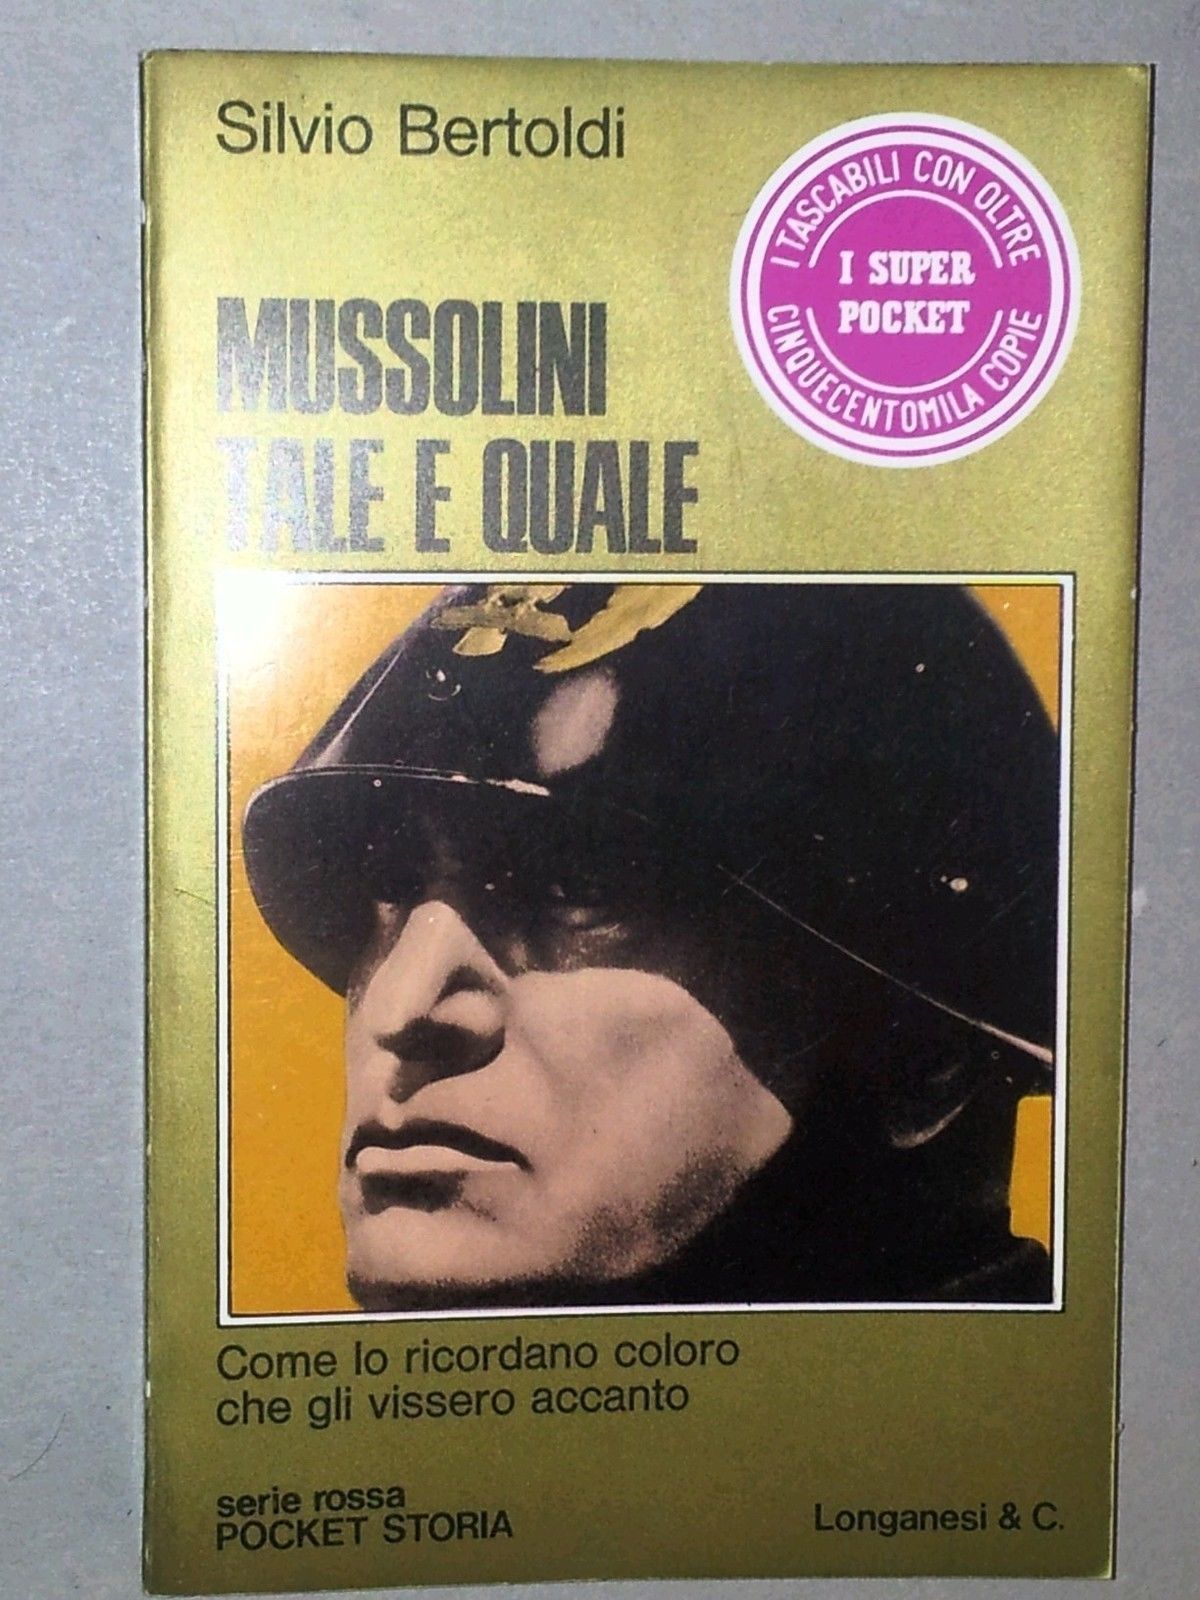 Silvio Bertoldi
I TASCABILI CON OLTRE
I SUPER
POCKET
CINQUECENTOMILA COPIE
MUSSOLINI
TALE E QUALE
Come lo ricordano coloro
che gli vissero accanto
serie rossa
POCKET STORIA
Longanesi & C.